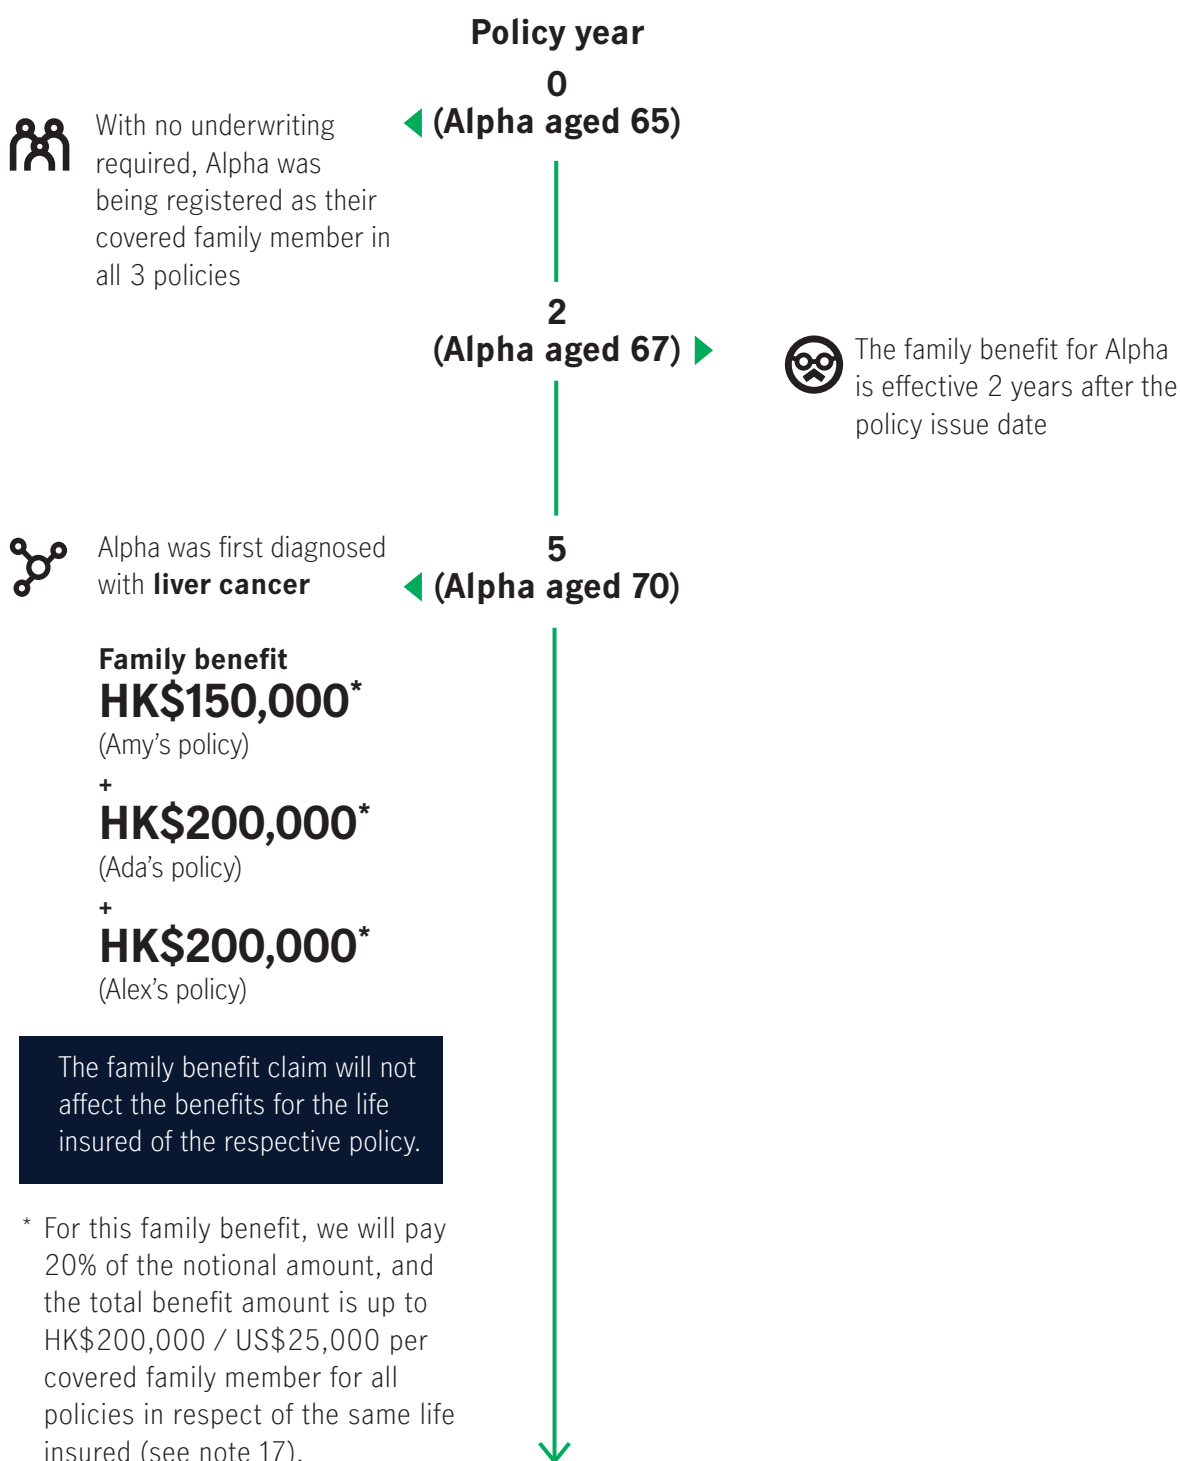 Policy year
0
(Alpha aged 65)
With no underwriting
required, Alpha was
being registered as their
covered family member in
all 3 policies
2
(Alpha aged 67)
The family benefit for Alpha
is effective 2 years after the
policy issue date
5
(Alpha aged 70)
Alpha was first diagnosed
with liver cancer
Family benefit
HK$150,000*
(Amy’s policy)
+
HK$200,000*
(Ada’s policy)
+
HK$200,000*
(Alex’s policy)
The family benefit claim will not
affect the benefits for the life
insured of the respective policy.
* For this family benefit, we will pay
20% of the notional amount, and
the total benefit amount is up to
HK$200,000 / US$25,000 per
covered family member for all
policies in respect of the same life
insured (see note 17).